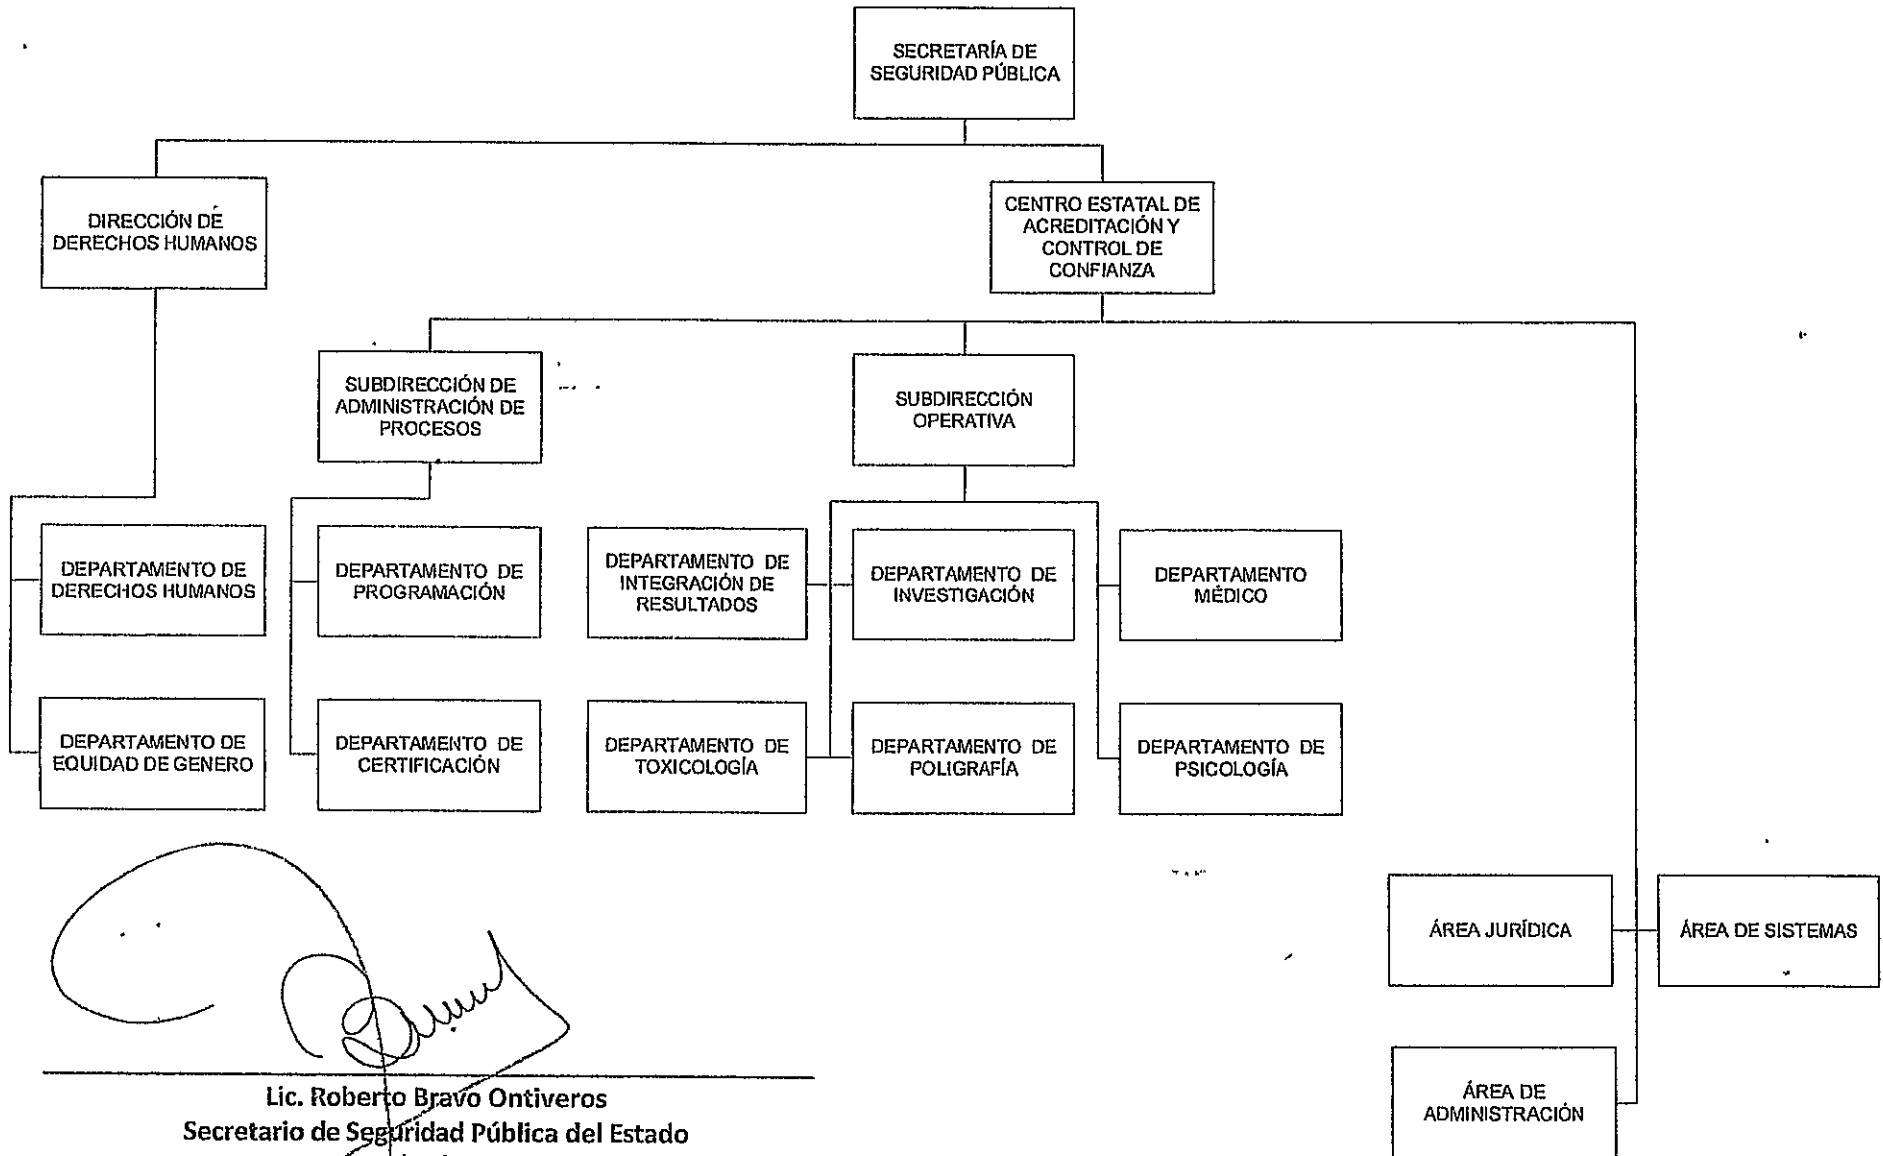 SECRETARÍA DE
SEGURIDAD PÚBLICA
DIRECCIÓN DE
DERECHOS HUMANOS
CENTRO ESTATAL DE
ACREDITACIÓN Y
CONTROL DE
CONFIANZA
SUBDIRECCIÓN DE
ADMINISTRACIÓN DE
PROCESOS
SUBDIRECCIÓN
OPERATIVA
DEPARTAMENTO DE
DERECHOS HUMANOS
DEPARTAMENTO DE
PROGRAMACIÓN
DEPARTAMENTO DE
INTEGRACIÓN DE
RESULTADOS
DEPARTAMENTO DE
INVESTIGACIÓN
DEPARTAMENTO
MÉDICO
DEPARTAMENTO DE
EQUIDAD DE GENERO
DEPARTAMENTO DE
CERTIFICACIÓN
DEPARTAMENTO DE
TOXICOLOGÍA
DEPARTAMENTO DE
POLIGRAFÍA
DEPARTAMENTO DE
PSICOLOGÍA
ÁREA JURÍDICA
ÁREA DE SISTEMAS
ÁREA DE
ADMINISTRACIÓN
Lic. Roberto Bravo Ontiveros
Secretario de Seguridad Pública del Estado